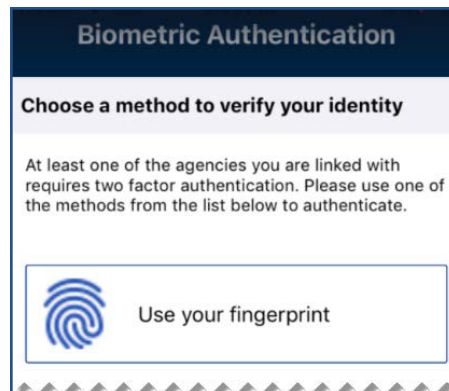 Biometric Authentication
Choose a method to verify your identity
At least one of the agencies you are linked with
requires two factor authentication. Please use one of
the methods from the list below to authenticate.
Use your fingerprint